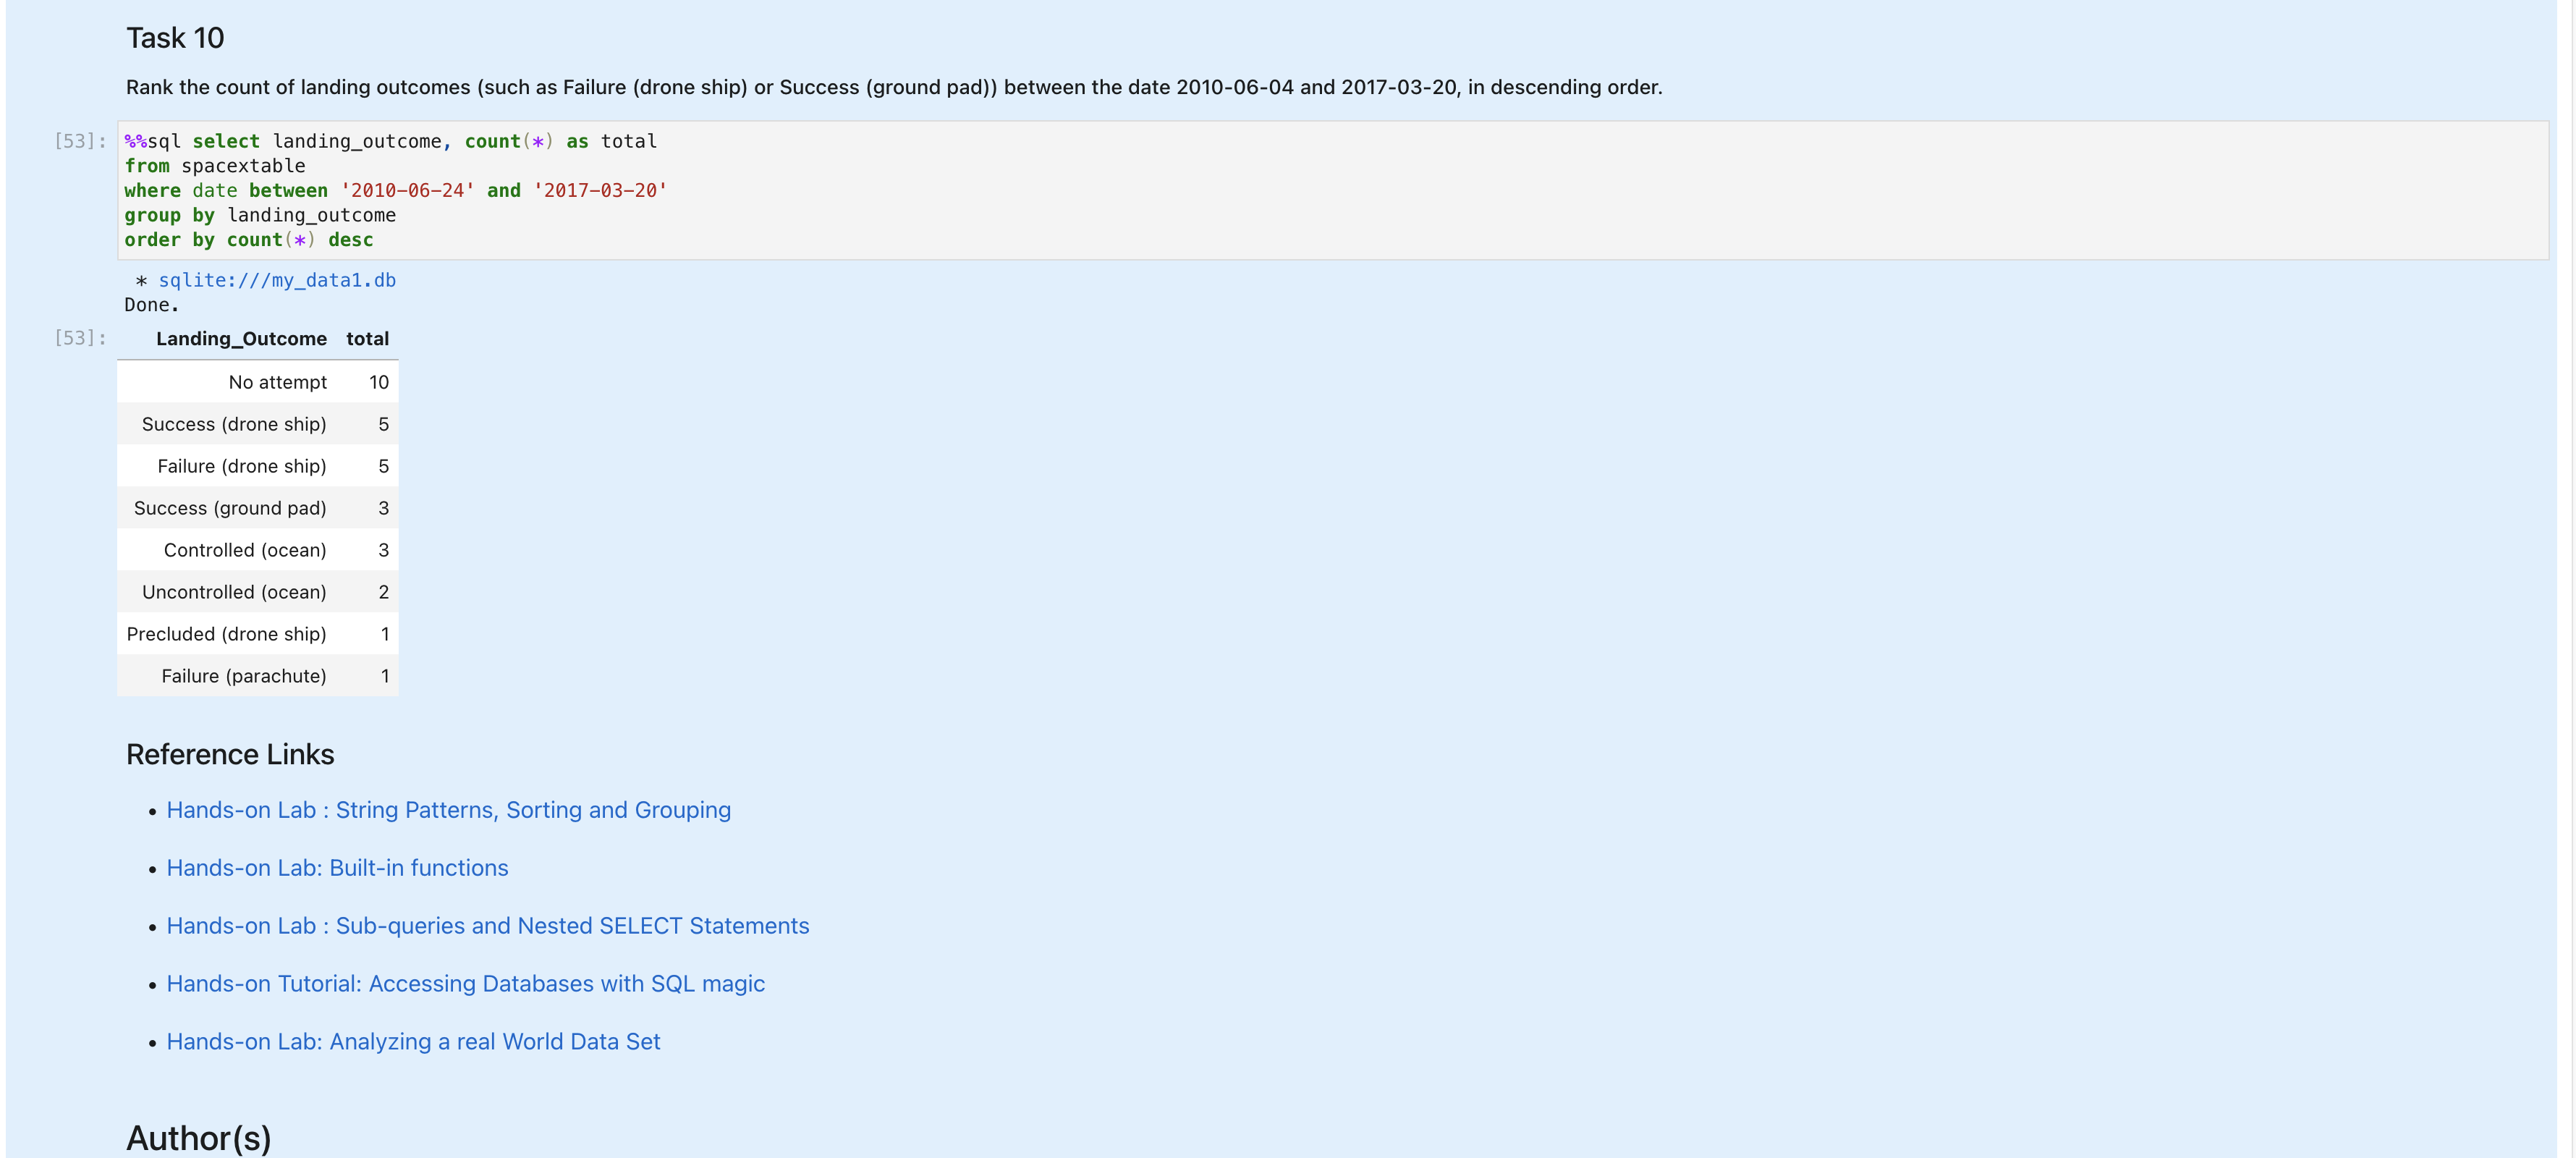 Task 10
Rank the count of landing outcomes (such as Failure (drone ship) or Success (ground pad)) between the date 2010-06-04 and 2017-03-20, in descending order.
[53]: %%sql select landing_outcome, count(*) as total
from spacextable
where date between '2010-06-24' and '2017-03-20'
group by landing_outcome
order by count(*) desc
* sqlite:///my_data1.db
Done.
[53]: Landing_Outcome total
No attempt 10
Success (drone ship) 5
Failure (drone ship) 5
Success (ground pad) 3
Controlled (ocean) 3
Uncontrolled (ocean) 2
Precluded (drone ship) 1
Failure (parachute) 1
Reference Links
• Hands-on Lab : String Patterns, Sorting and Grouping
• Hands-on Lab: Built-in functions
• Hands-on Lab : Sub-queries and Nested SELECT Statements
• Hands-on Tutorial: Accessing Databases with SQL magic
• Hands-on Lab: Analyzing a real World Data Set
Author(s)